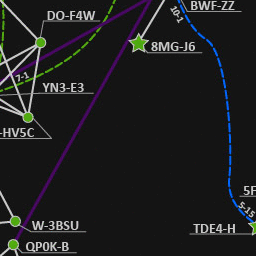 DO-F4W
BWF-ZZ
10-1
8MG-J6
7-1
YN3-E3
-HV5C
5F
5-15
W-3BSU
TDE4-H
QP0K-B